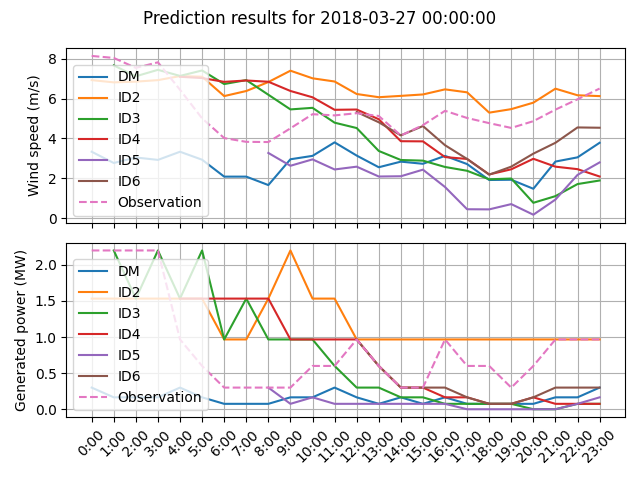 Prediction results for 2018-03-27 00:00:00
Wind speed (m/s)
8
6
4
2
0
DM
ID2
ID3
ID4
ID5
ID6
Observation
Generated power (MW)
2.0
1.5
1.0
0.5
0.0
DM
ID2
ID3
ID4
ID5
ID6
Observation
0:00 1:00 2:00 3:00 4:00 5:00 6:00 7:00 8:00 9:00 10:00 11:00 12:00 13:00 14:00 15:00 16:00 17:00 18:00 19:00 20:00 21:00 22:00 23:00